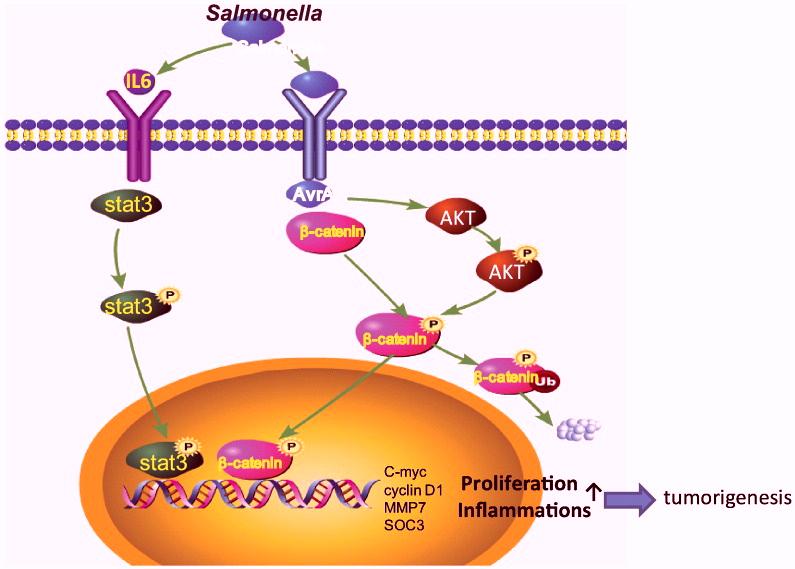 Salmonella
IL6
stat3
AvrA
β-catenin
AKT
AKT
P
stat3
P
β-catenin
P
β-catenin
P
Ub
stat3
P
β-catenin
P
C-myc
cyclin D1
MMP7
SOC3
Proliferation
Inflammations
tumorigenesis